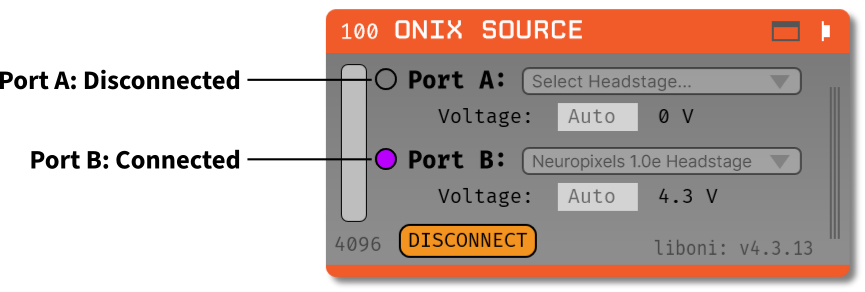 100 ONIX SOURCE
Port A: Disconnected
Port A: Select Headstage...
Voltage: Auto 0 V
Port B: Connected
Port B: Neuropixels 1.0e Headstage
Voltage: Auto 4.3 V
4096 DISCONNECT liboni: v4.3.13